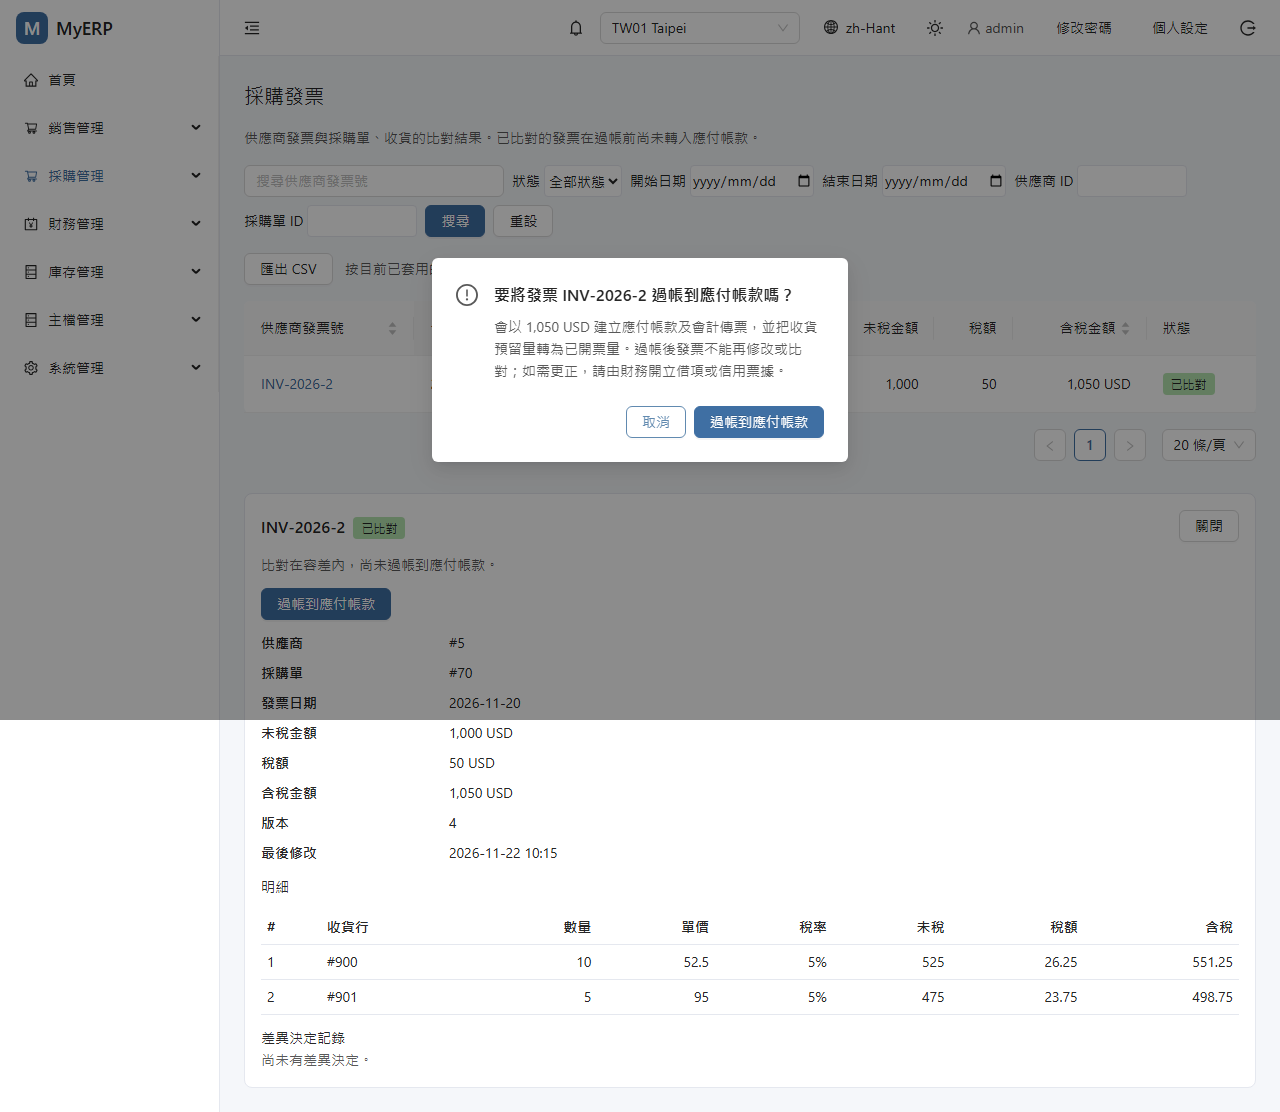 M MyERP
TW01 Taipei
zh-Hant
admin
修改密碼
個人設定
首頁
銷售管理
採購管理
財務管理
庫存管理
主檔管理
系統管理
採購發票
供應商發票與採購單、收貨的比對結果。已比對的發票在過帳前尚未轉入應付帳款。
搜尋供應商發票號 狀態 全部狀態 開始日期 yyyy/mm/dd 結束日期 yyyy/mm/dd 供應商 ID
採購單 ID 搜尋 重設
匯出 CSV 按目前已套用
供應商發票號 未稅金額 稅額 含稅金額 狀態
INV-2026-2 1,000 50 1,050 USD 已比對
1 20 條/頁
要將發票 INV-2026-2 過帳到應付帳款嗎？
會以 1,050 USD 建立應付帳款及會計傳票，並把收貨
預留量轉為已開票量。過帳後發票不能再修改或比
對；如需更正，請由財務開立借項或信用票據。
取消 過帳到應付帳款
INV-2026-2 已比對 關閉
比對在容差內，尚未過帳到應付帳款。
過帳到應付帳款
供應商 #5
採購單 #70
發票日期 2026-11-20
未稅金額 1,000 USD
稅額 50 USD
含稅金額 1,050 USD
版本 4
最後修改 2026-11-22 10:15
明細
# 收貨行 數量 單價 稅率 未稅 稅額 含稅
1 #900 10 52.5 5% 525 26.25 551.25
2 #901 5 95 5% 475 23.75 498.75
差異決定記錄
尚未有差異決定。